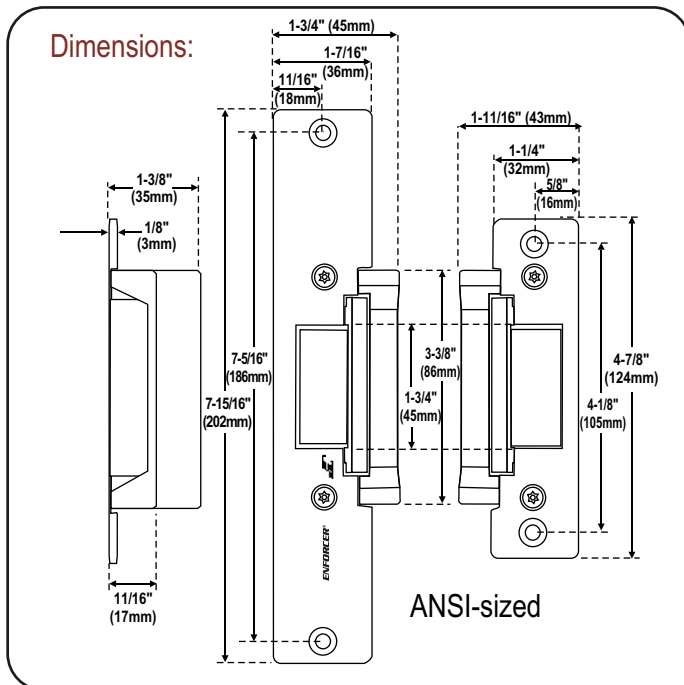 Dimensions:
1-3/4" (45mm)
1-7/16"
(36mm)
11/16"
(18mm)
1-11/16" (43mm)
1-1/4"
(32mm)
5/8"
(16mm)
1-3/8"
(35mm)
1/8"
(3mm)
7-5/16"
(186mm)
7-15/16"
(202mm)
3-3/8"
(86mm)
1-3/4"
(45mm)
4-7/8"
(124mm)
4-1/8"
(105mm)
ENFORCER®
11/16"
(17mm)
ANSI-sized